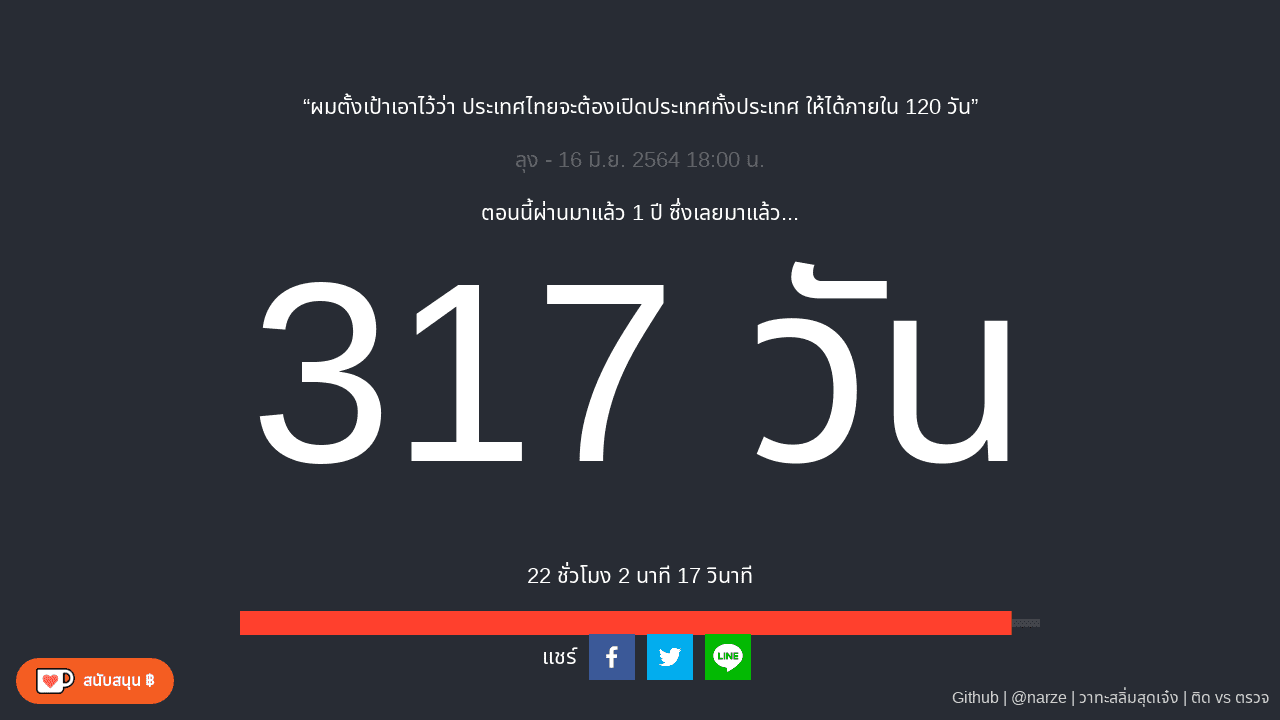 “ผมตั้งเป้าเอาไว้ว่า ประเทศไทยจะต้องเปิดประเทศทั้งประเทศ ให้ได้ภายใน 120 วัน”
ลุง - 16 มิ.ย. 2564 18:00 น.
ตอนนี้ผ่านมาแล้ว 1 ปี ซึ่งเลยมาแล้ว...
317 วัน
22 ชั่วโมง 2 นาที 17 วินาที
แชร์
LINE
สนับสนุน ฿
Github | @narze | วาทะสลิ่มสุดเจ๋ง | ติด vs ตรวจ